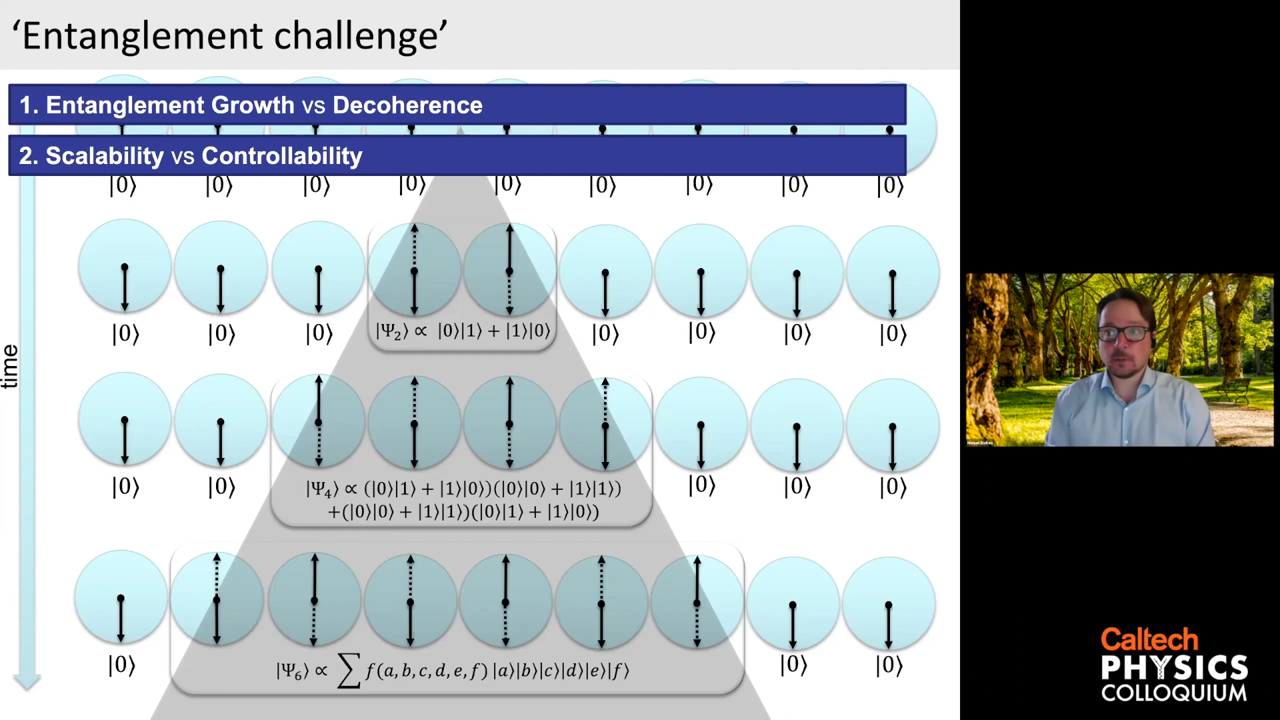 ‘Entanglement challenge’
1. Entanglement Growth vs Decoherence
2. Scalability vs Controllability
|0⟩ |0⟩ |0⟩ |0⟩ |0⟩ |0⟩ |0⟩ |0⟩ |0⟩
|0⟩ |0⟩ |0⟩ |Ψ₂⟩ ∝ |0⟩|1⟩ + |1⟩|0⟩ |0⟩ |0⟩ |0⟩ |0⟩
time
|0⟩ |0⟩ |Ψ₄⟩ ∝ (|0⟩|1⟩ + |1⟩|0⟩)(|0⟩|0⟩ + |1⟩|1⟩) |0⟩ |0⟩ |0⟩
+(|0⟩|0⟩ + |1⟩|1⟩)(|0⟩|1⟩ + |1⟩|0⟩)
|0⟩ |Ψ₆⟩ ∝ ∑ f(a, b, c, d, e, f) |a⟩|b⟩|c⟩|d⟩|e⟩|f⟩ |0⟩ |0⟩
Caltech
PHYSICS
COLLOQUIUM